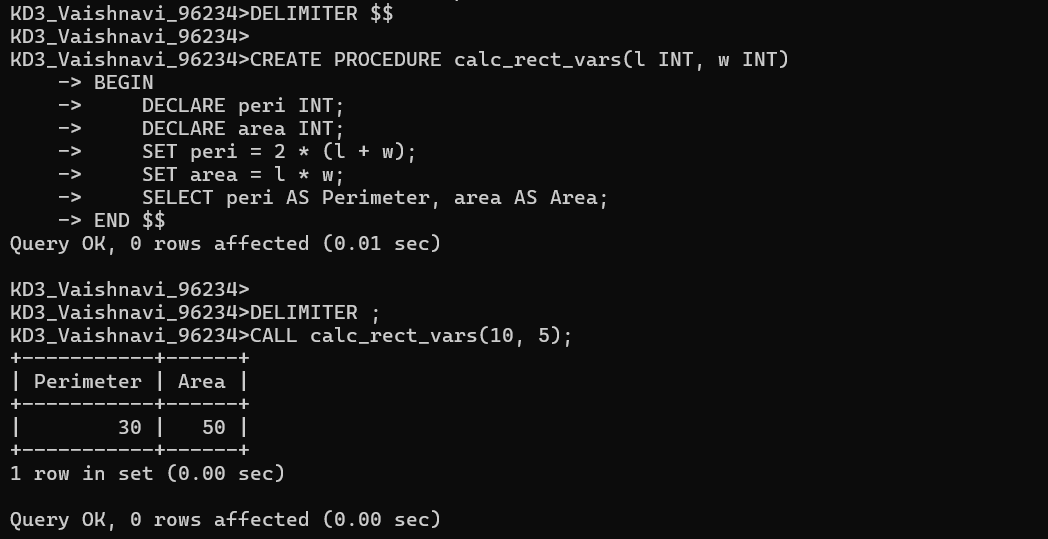 KD3_Vaishnavi_96234>DELIMITER $$
KD3_Vaishnavi_96234>
KD3_Vaishnavi_96234>CREATE PROCEDURE calc_rect_vars(l INT, w INT)
    -> BEGIN
    ->     DECLARE peri INT;
    ->     DECLARE area INT;
    ->     SET peri = 2 * (l + w);
    ->     SET area = l * w;
    ->     SELECT peri AS Perimeter, area AS Area;
    -> END $$
Query OK, 0 rows affected (0.01 sec)

KD3_Vaishnavi_96234>
KD3_Vaishnavi_96234>DELIMITER ;
KD3_Vaishnavi_96234>CALL calc_rect_vars(10, 5);
+-----------+------+
| Perimeter | Area |
+-----------+------+
|        30 |   50 |
+-----------+------+
1 row in set (0.00 sec)

Query OK, 0 rows affected (0.00 sec)